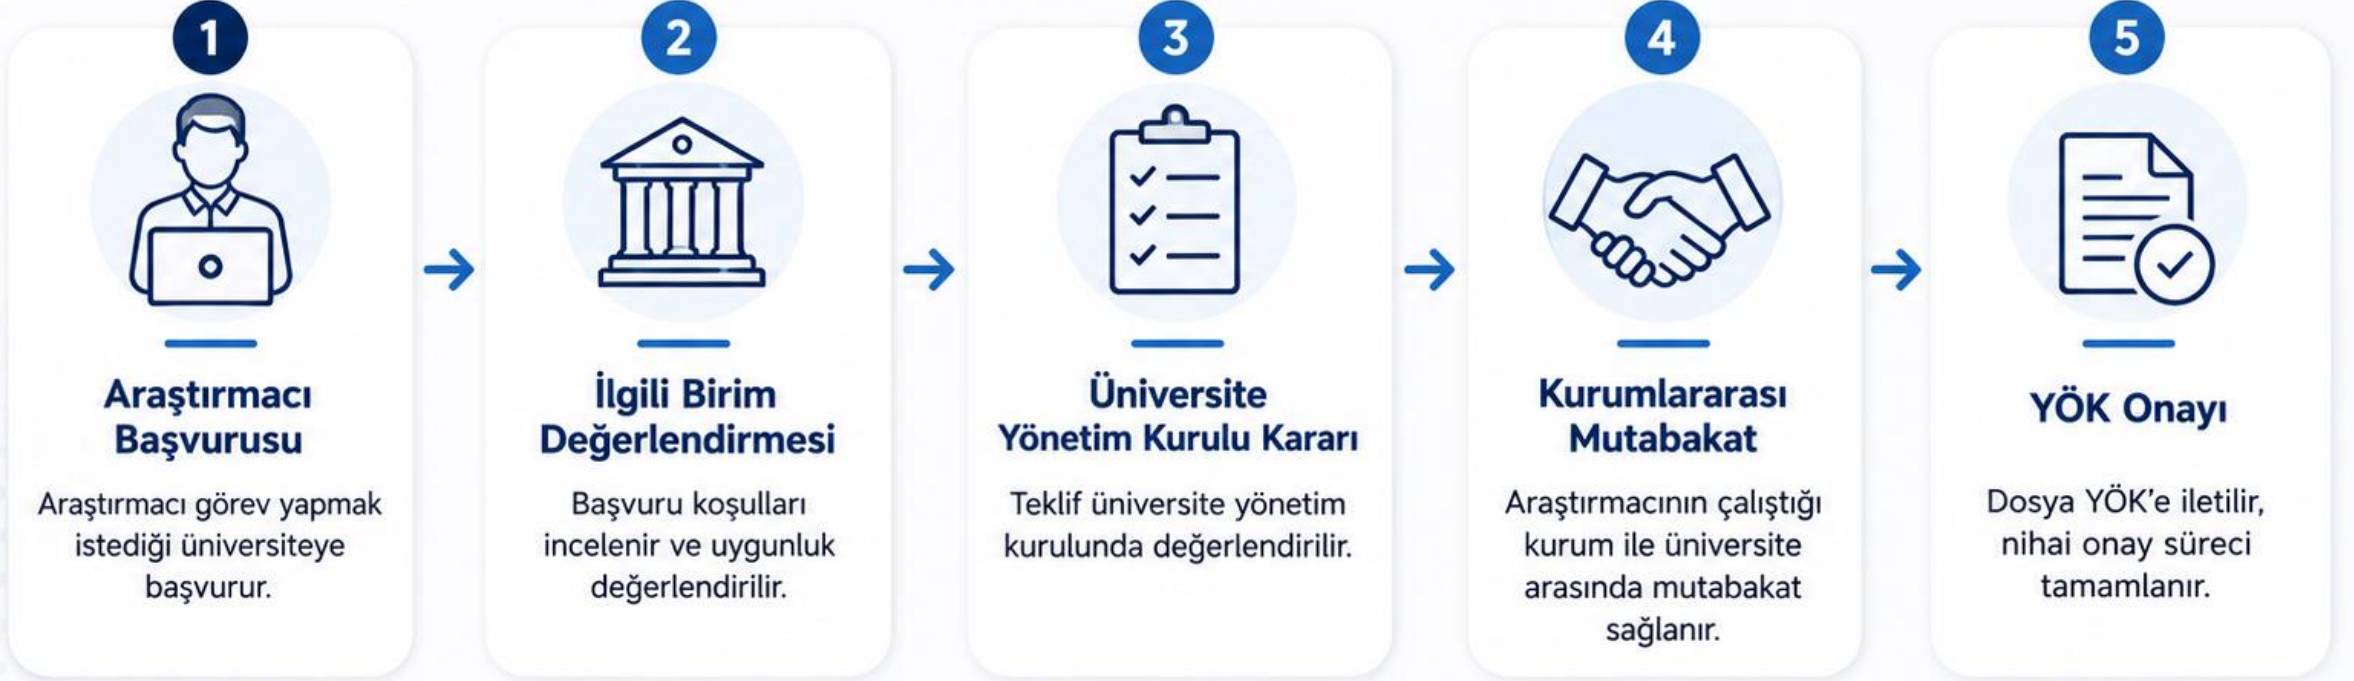 1
Araştırmacı
Başvurusu
Araştırmacı görev yapmak
istediği üniversiteye
başvurur.
2
İlgili Birim
Değerlendirmesi
Başvuru koşulları
incelenir ve uygunluk
değerlendirilir.
3
Üniversite
Yönetim Kurulu Kararı
Teklif üniversite yönetim
kurulunda değerlendirilir.
4
Kurumlararası
Mutabakat
Araştırmacının çalıştığı
kurum ile üniversite
arasında mutabakat
sağlanır.
5
YÖK Onayı
Dosya YÖK’e iletilir,
nihai onay süreci
tamamlanır.